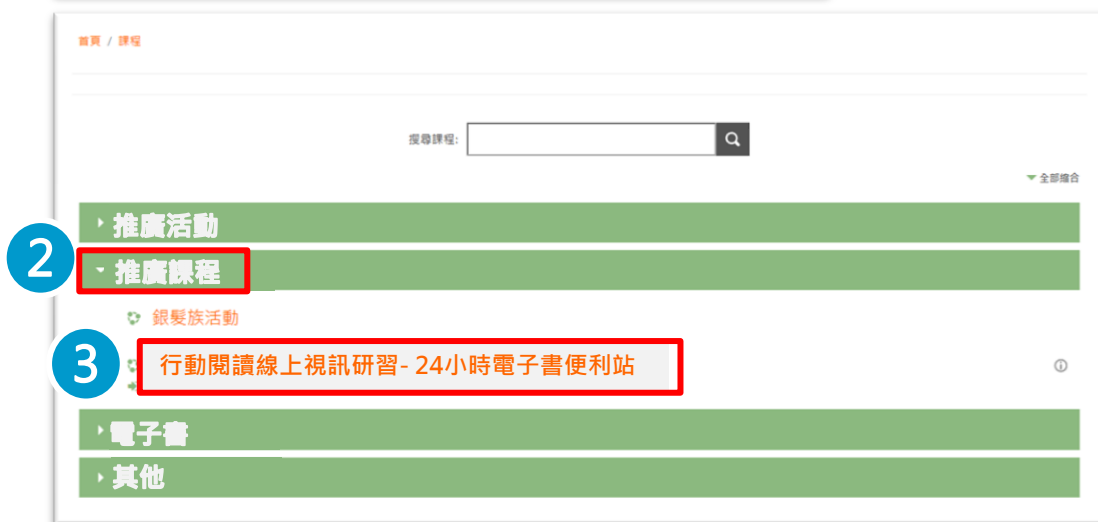 首頁 / 課程
搜尋課程:
全部縮合
推廣活動
2
推廣課程
銀髮族活動
3
行動閱讀線上視訊研習- 24小時電子書便利站
電子書
其他